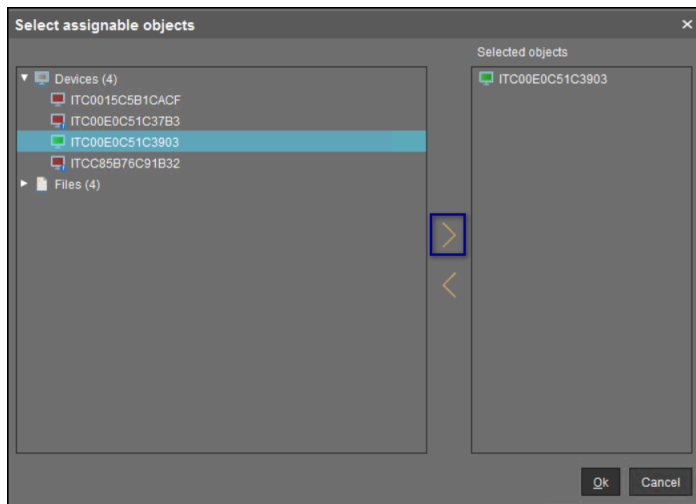 Select assignable objects
Selected objects
Devices (4)
ITC0015C5B1CACF
ITC00E0C51C37B3
ITC00E0C51C3903
ITCC85B76C91B32
Files (4)
ITC00E0C51C3903
Ok
Cancel